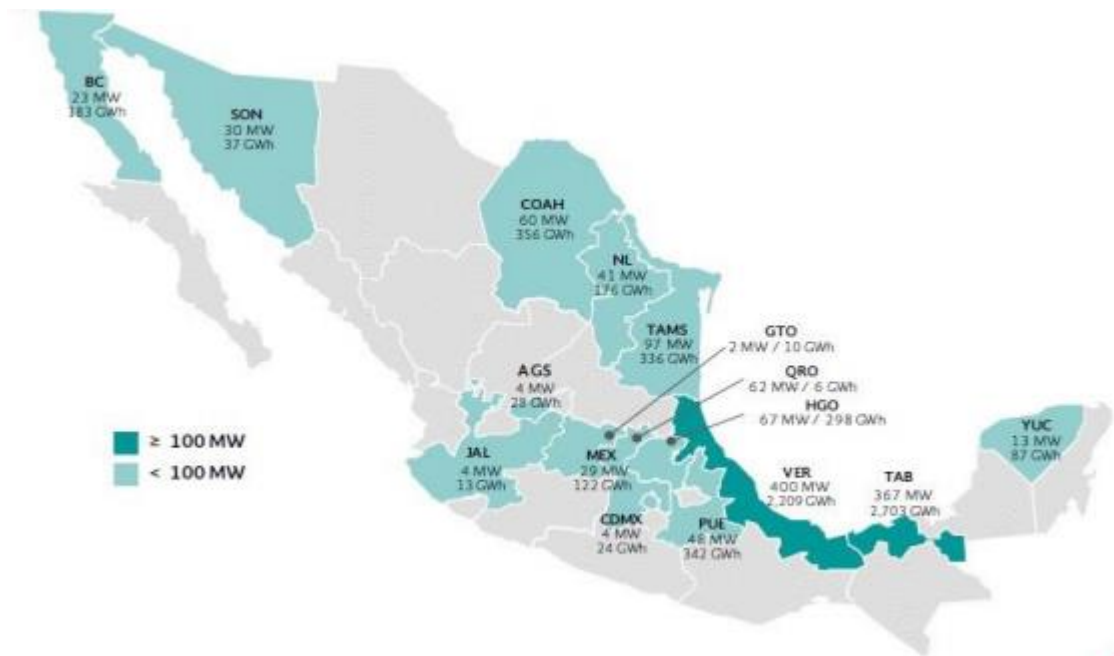 BC
23 MW
383 GWh
SON
30 MW
37 GWh
COAH
60 MW
356 GWh
NL
41 MW
176 GWh
TAMS
97 MW
336 GWh
GTO
2 MW / 10 GWh
QRO
62 MW / 6 GWh
HGO
67 MW / 298 GWh
AGS
4 MW
28 GWh
≥ 100 MW
< 100 MW
JAL
4 MW
13 GWh
MEX
29 MW
122 GWh
CDMX
4 MW
24 GWh
PUE
48 MW
342 GWh
VER
400 MW
2,209 GWh
TAB
367 MW
2,703 GWh
YUC
13 MW
87 GWh